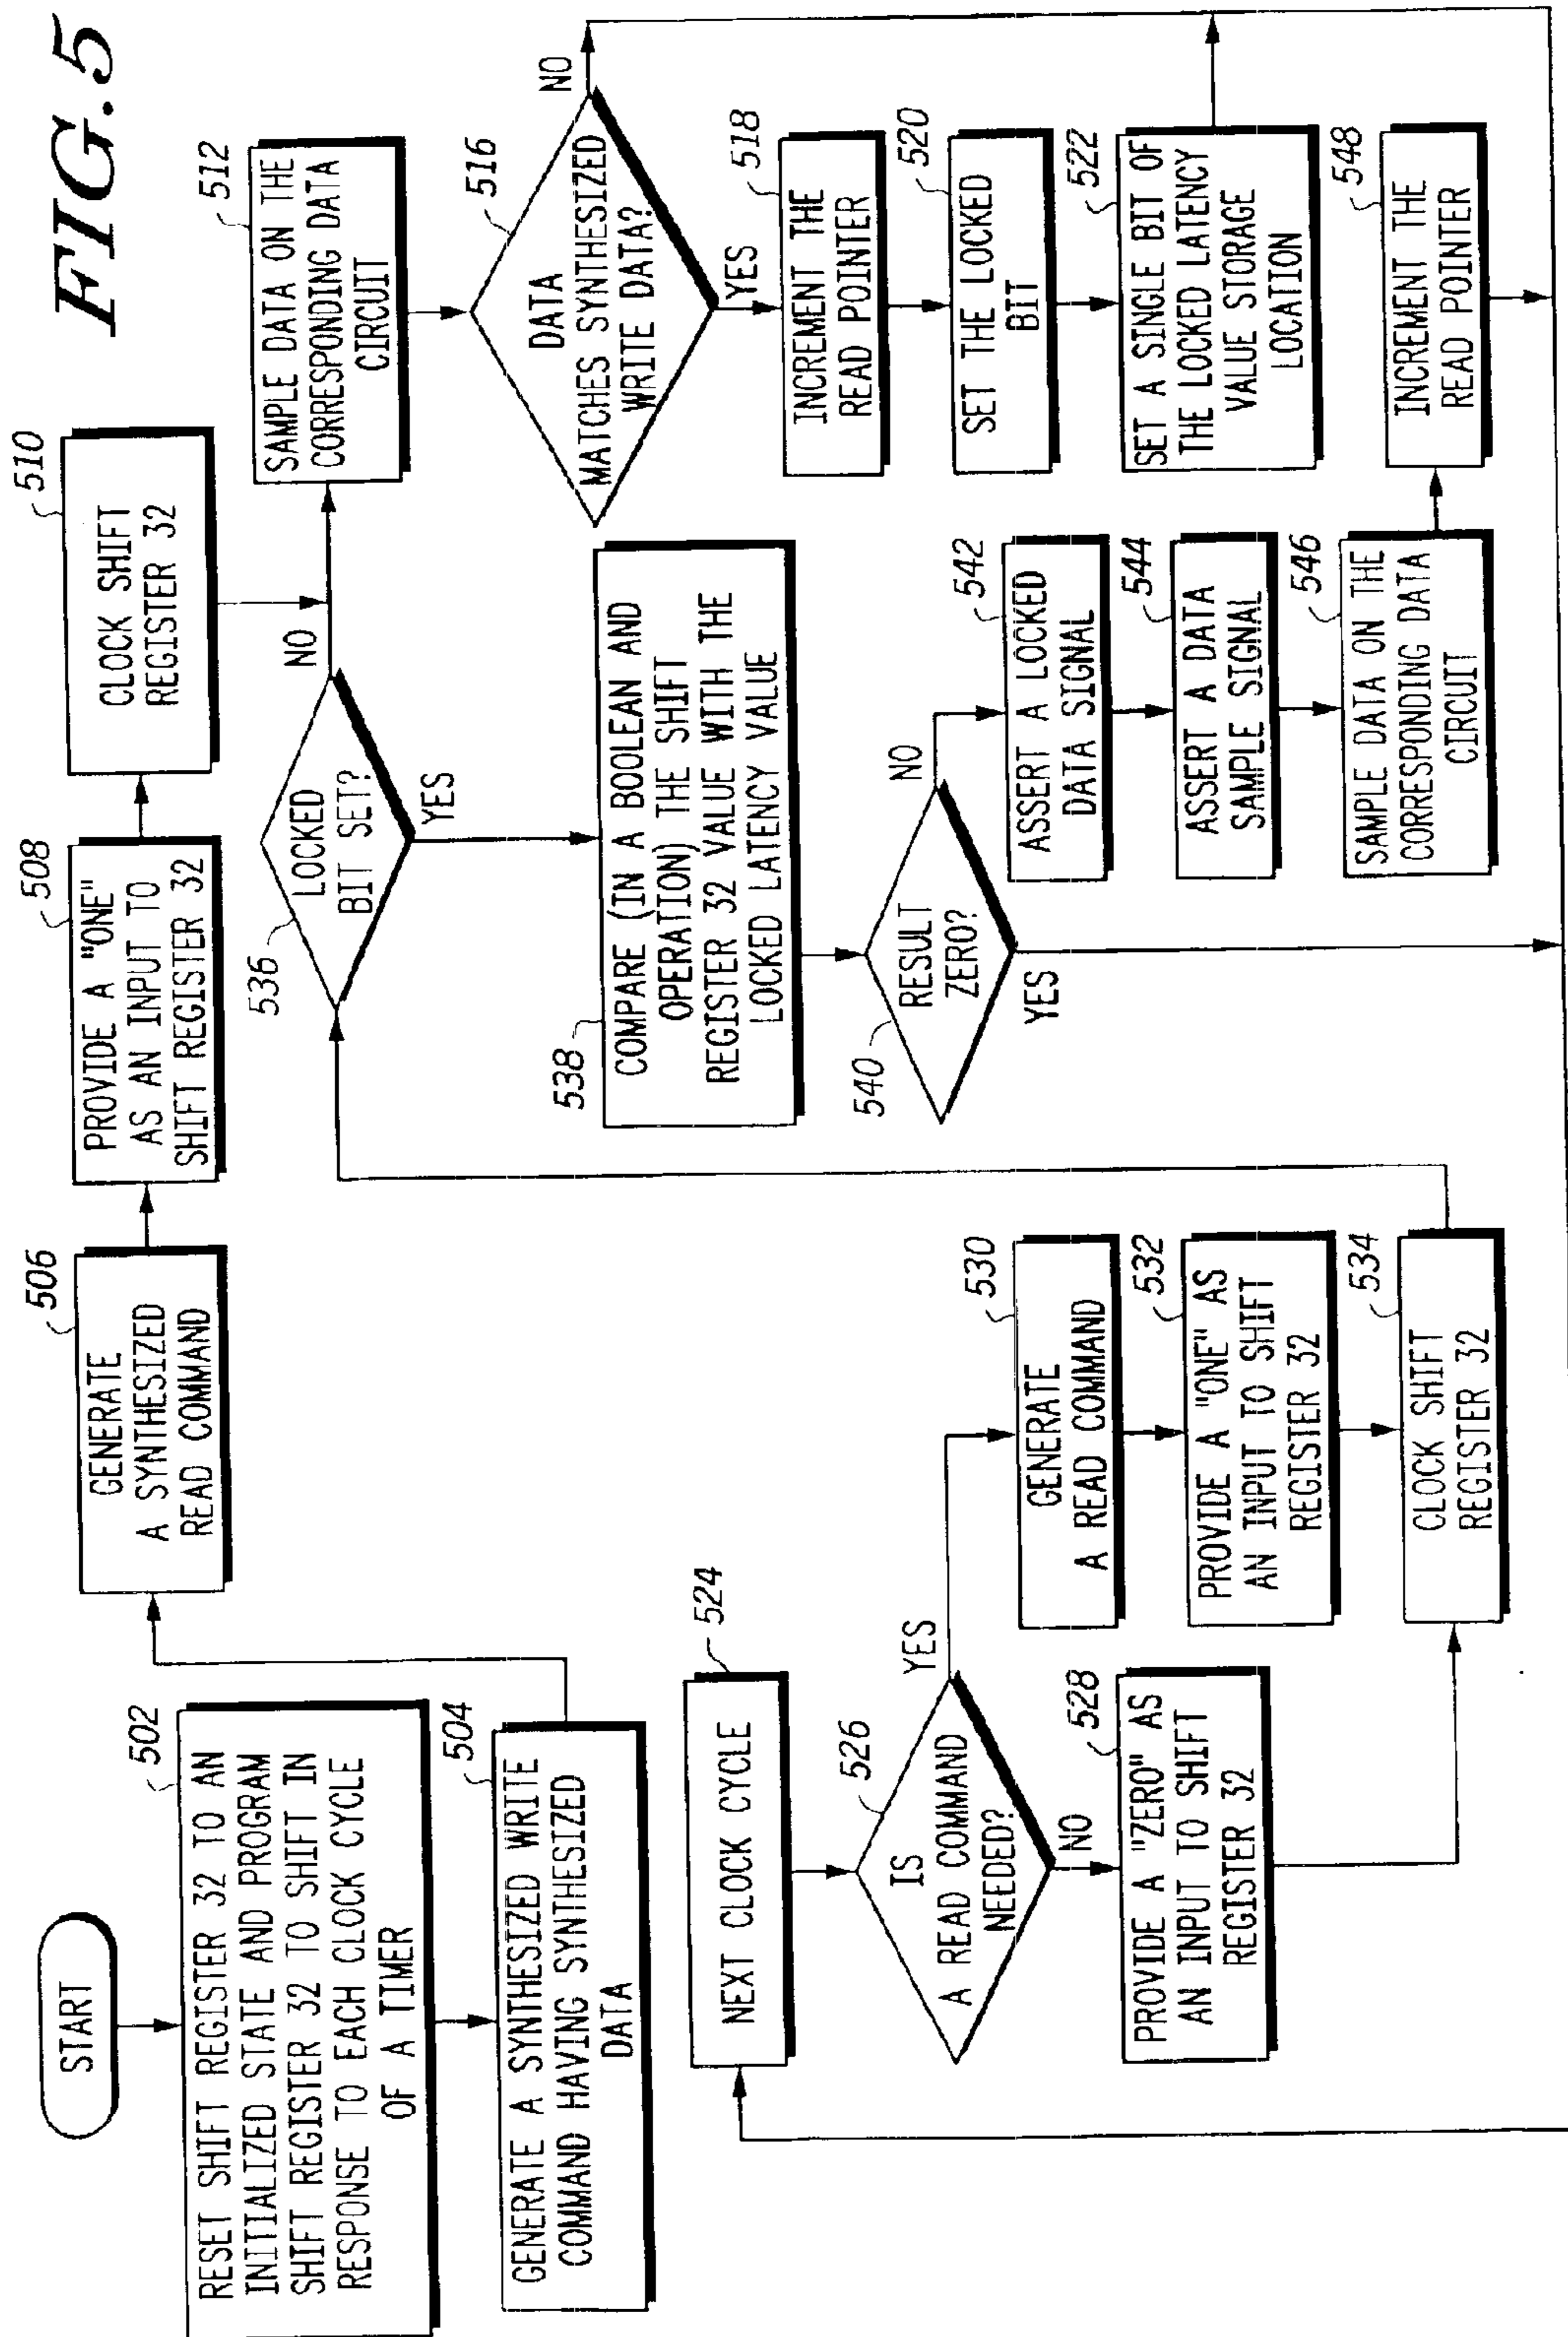 FIG.5
START
502
RESET SHIFT REGISTER 32 TO AN
INITIALIZED STATE AND PROGRAM
SHIFT REGISTER 32 TO SHIFT IN
RESPONSE TO EACH CLOCK CYCLE
OF A TIMER
504
GENERATE A SYNTHESIZED WRITE
COMMAND HAVING SYNTHESIZED
DATA
506
GENERATE
A SYNTHESIZED
READ COMMAND
508
PROVIDE A "ONE"
AS AN INPUT TO
SHIFT REGISTER 32
510
CLOCK SHIFT
REGISTER 32
512
SAMPLE DATA ON THE
CORRESPONDING DATA
CIRCUIT
516
DATA
MATCHES SYNTHESIZED
WRITE DATA?
NO
YES
518
INCREMENT THE
READ POINTER
520
SET THE LOCKED
BIT
522
SET A SINGLE BIT OF
THE LOCKED LATENCY
VALUE STORAGE
LOCATION
524
NEXT CLOCK CYCLE
526
IS
A READ COMMAND
NEEDED?
YES
NO
528
PROVIDE A "ZERO" AS
AN INPUT TO SHIFT
REGISTER 32
530
GENERATE
A READ COMMAND
532
PROVIDE A "ONE" AS
AN INPUT TO SHIFT
REGISTER 32
534
CLOCK SHIFT
REGISTER 32
536
LOCKED
BIT SET?
NO
YES
538
COMPARE (IN A BOOLEAN AND
OPERATION) THE SHIFT
REGISTER 32 VALUE WITH THE
LOCKED LATENCY VALUE
540
RESULT
ZERO?
NO
YES
542
ASSERT A LOCKED
DATA SIGNAL
544
ASSERT A DATA
SAMPLE SIGNAL
546
SAMPLE DATA ON THE
CORRESPONDING DATA
CIRCUIT
548
INCREMENT THE
READ POINTER